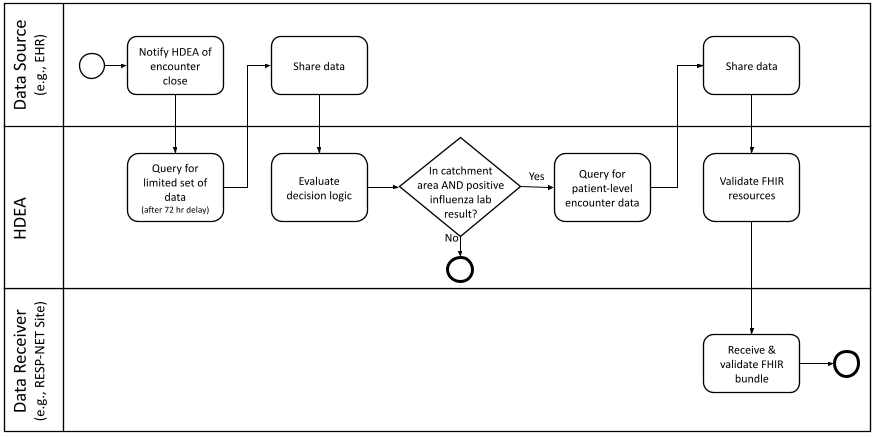 Data Source
(e.g., EHR)
Notify HDEA of
encounter
close
Share data
Share data
HDEA
Query for
limited set of
data
(after 72 hr delay)
Evaluate
decision logic
In catchment
area AND positive
influenza lab
result?
Yes
No
Query for
patient-level
encounter data
Validate FHIR
resources
Data Receiver
(e.g., RESP-NET Site)
Receive &
validate FHIR
bundle